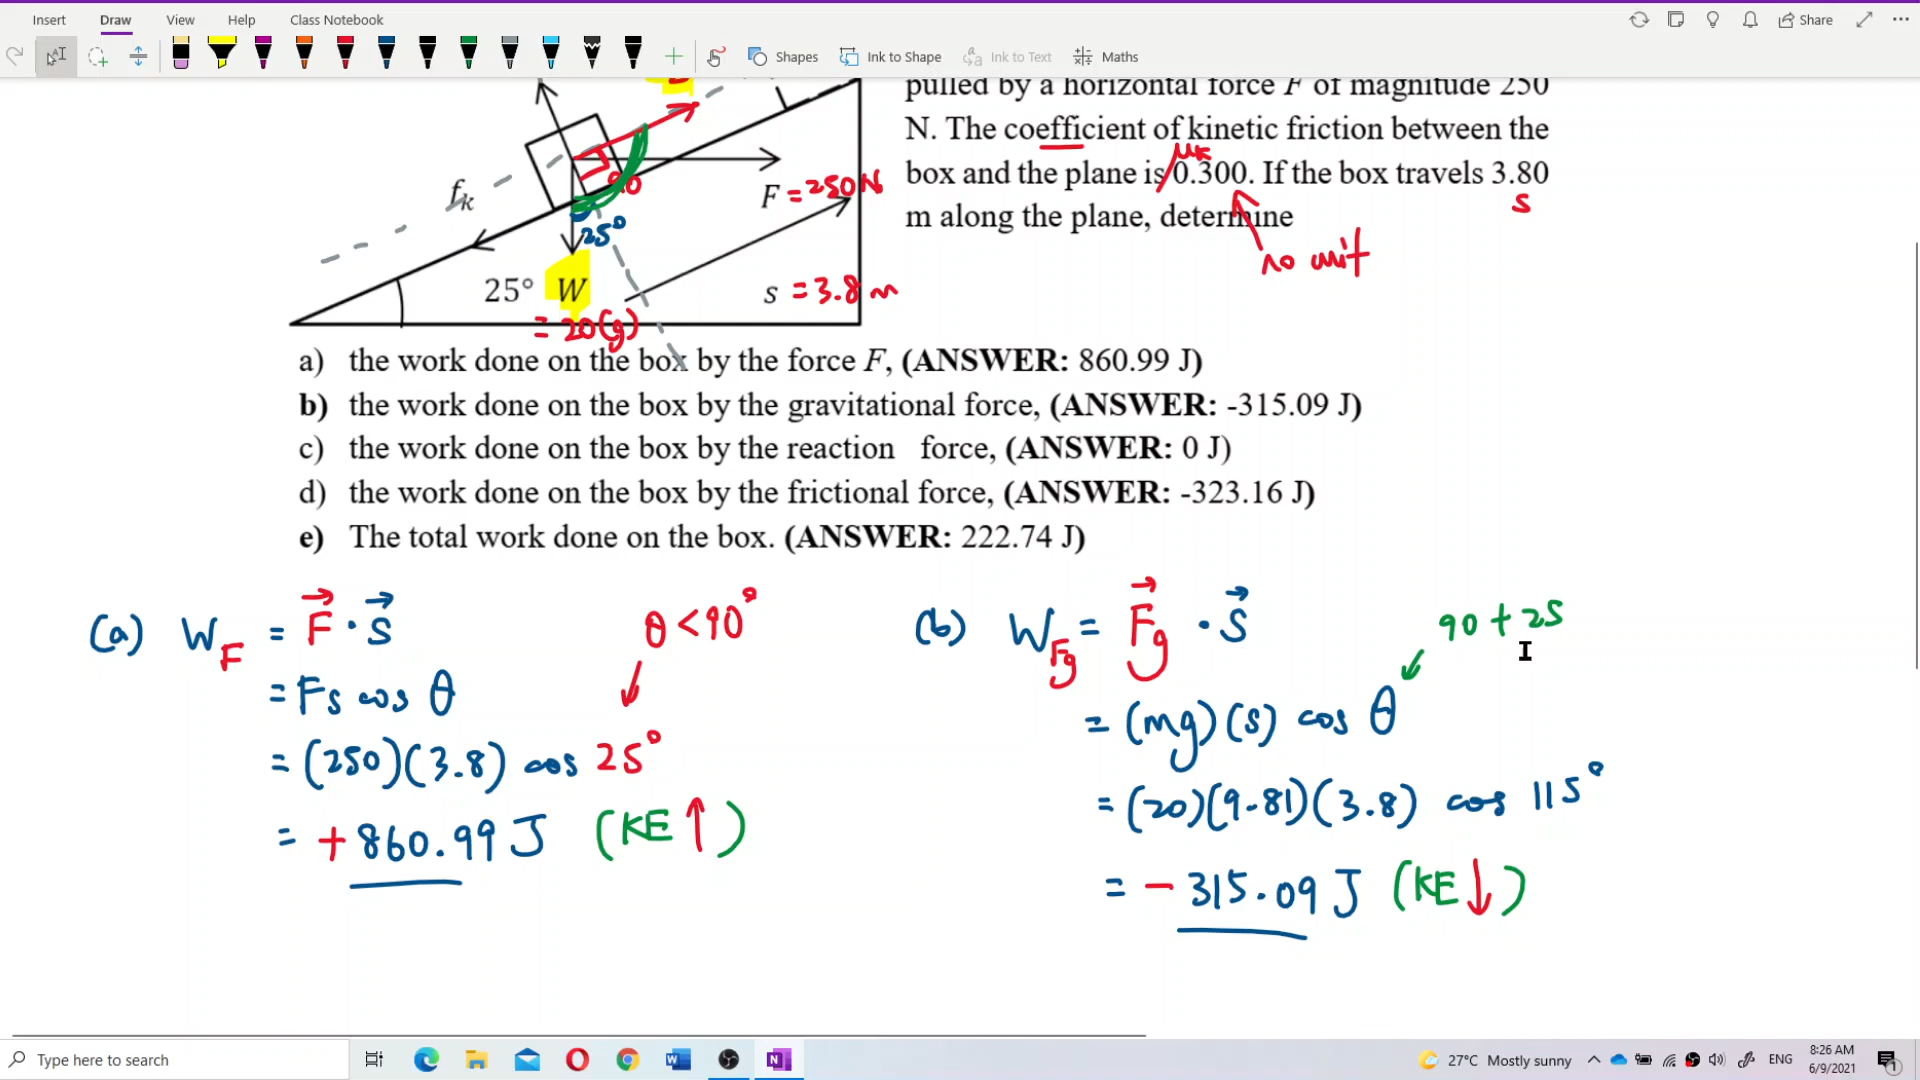 Insert Draw View Help Class Notebook
Share
Shapes Ink to Shape Ink to Text Maths
pulled by a horizontal force F of magnitude 250
N. The coefficient of kinetic friction between the
μk
box and the plane is 0.300. If the box travels 3.80
s
m along the plane, determine
no unit
fk
90
F = 250 N
25°
25° W
= 20(g)
s = 3.8 m
a) the work done on the box by the force F, (ANSWER: 860.99 J)
b) the work done on the box by the gravitational force, (ANSWER: -315.09 J)
c) the work done on the box by the reaction force, (ANSWER: 0 J)
d) the work done on the box by the frictional force, (ANSWER: -323.16 J)
e) The total work done on the box. (ANSWER: 222.74 J)
(a) W_F = F · s
θ < 90°
= Fs cos θ
= (250)(3.8) cos 25°
= + 860.99 J (KE ↑)
(b) W_Fg = Fg · s
90 + 25
= (mg)(s) cos θ
= (20)(9.81)(3.8) cos 115°
= - 315.09 J (KE ↓)
Type here to search
27°C Mostly sunny
ENG
8:26 AM
6/9/2021
1